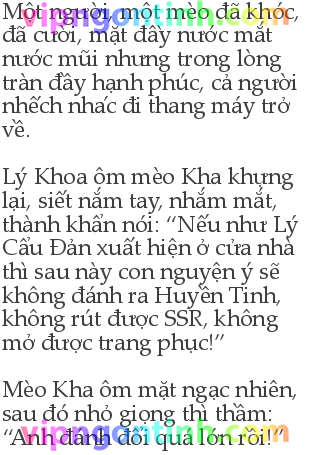 Một người, một mèo đã khóc,
đã cười, mặt đầy nước mắt
nước mũi nhưng trong lòng
tràn đầy hạnh phúc, cả người
nhếch nhác đi thang máy trở
về.
Lý Khoa ôm mèo Kha khựng
lại, siết nắm tay, nhắm mắt,
thành khẩn nói: “Nếu như Lý
Cẩu Đản xuất hiện ở cửa nhà
thì sau này con nguyện ý sẽ
không đánh ra Huyền Tinh,
không rút được SSR, không
mở được trang phục!”
Mèo Kha ôm mặt ngạc nhiên,
sau đó nhỏ giọng thì thầm:
“Anh đánh đổi quá lớn rồi!”
vipngontinh.com
vipngontinh.com